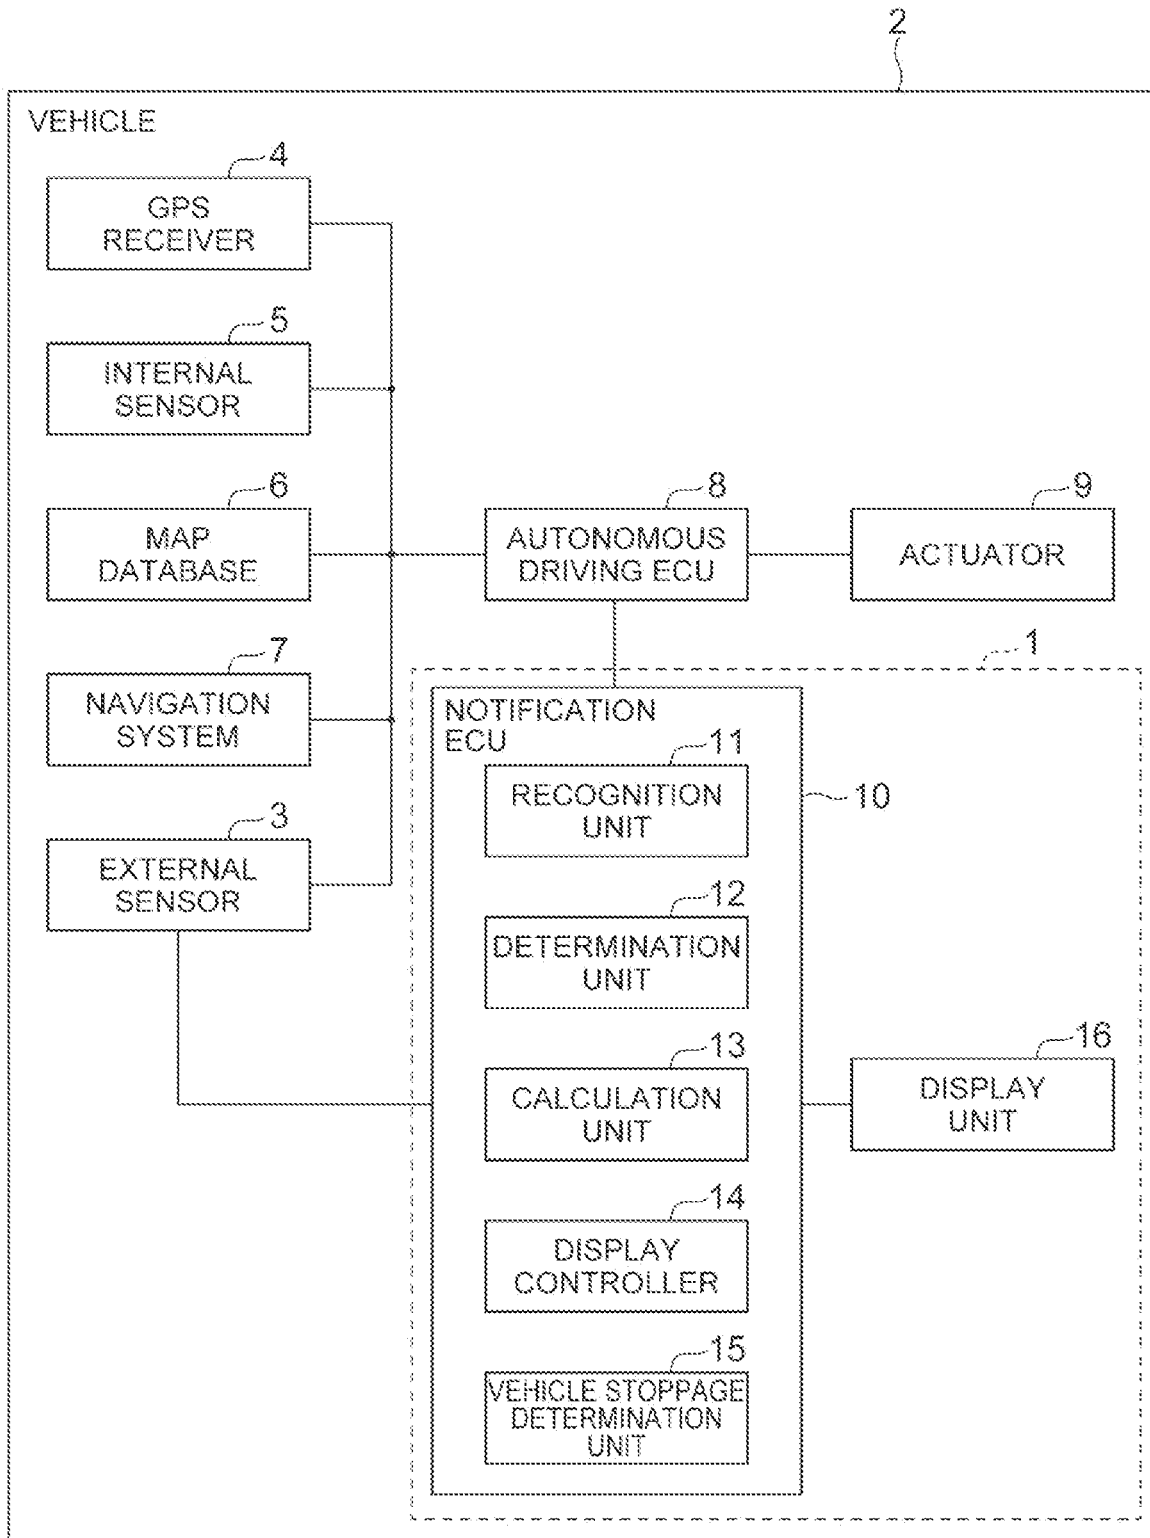 2
VEHICLE
4
GPS
RECEIVER
5
INTERNAL
SENSOR
6
MAP
DATABASE
8
AUTONOMOUS
DRIVING ECU
9
ACTUATOR
7
NAVIGATION
SYSTEM
1
NOTIFICATION
ECU
11
RECOGNITION
UNIT
10
3
EXTERNAL
SENSOR
12
DETERMINATION
UNIT
13
CALCULATION
UNIT
16
DISPLAY
UNIT
14
DISPLAY
CONTROLLER
15
VEHICLE STOPPAGE
DETERMINATION
UNIT